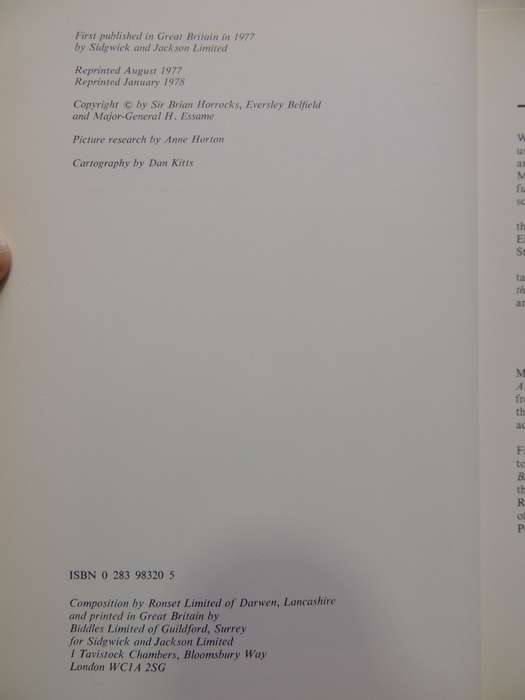 First published in Great Britain in 1977
by Sidgwick and Jackson Limited
Reprinted August 1977
Reprinted January 1978
Copyright © by Sir Brian Horrocks, Eversley Belfield
and Major-General H. Essame
Picture research by Anne Horton
Cartography by Dan Kitts
ISBN 0 283 98320 5
Composition by Ronset Limited of Darwen, Lancashire
and printed in Great Britain by
Biddles Limited of Guildford, Surrey
for Sidgwick and Jackson Limited
1 Tavistock Chambers, Bloomsbury Way
London WC1A 2SG